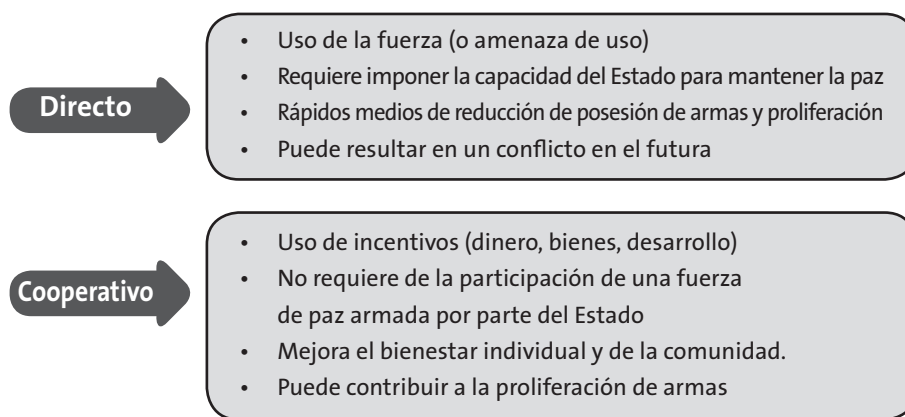 Directo
• Uso de la fuerza (o amenaza de uso)
• Requiere imponer la capacidad del Estado para mantener la paz
• Rápidos medios de reducción de posesión de armas y proliferación
• Puede resultar en un conflicto en el futura
Cooperativo
• Uso de incentivos (dinero, bienes, desarrollo)
• No requiere de la participación de una fuerza
de paz armada por parte del Estado
• Mejora el bienestar individual y de la comunidad.
• Puede contribuir a la proliferación de armas